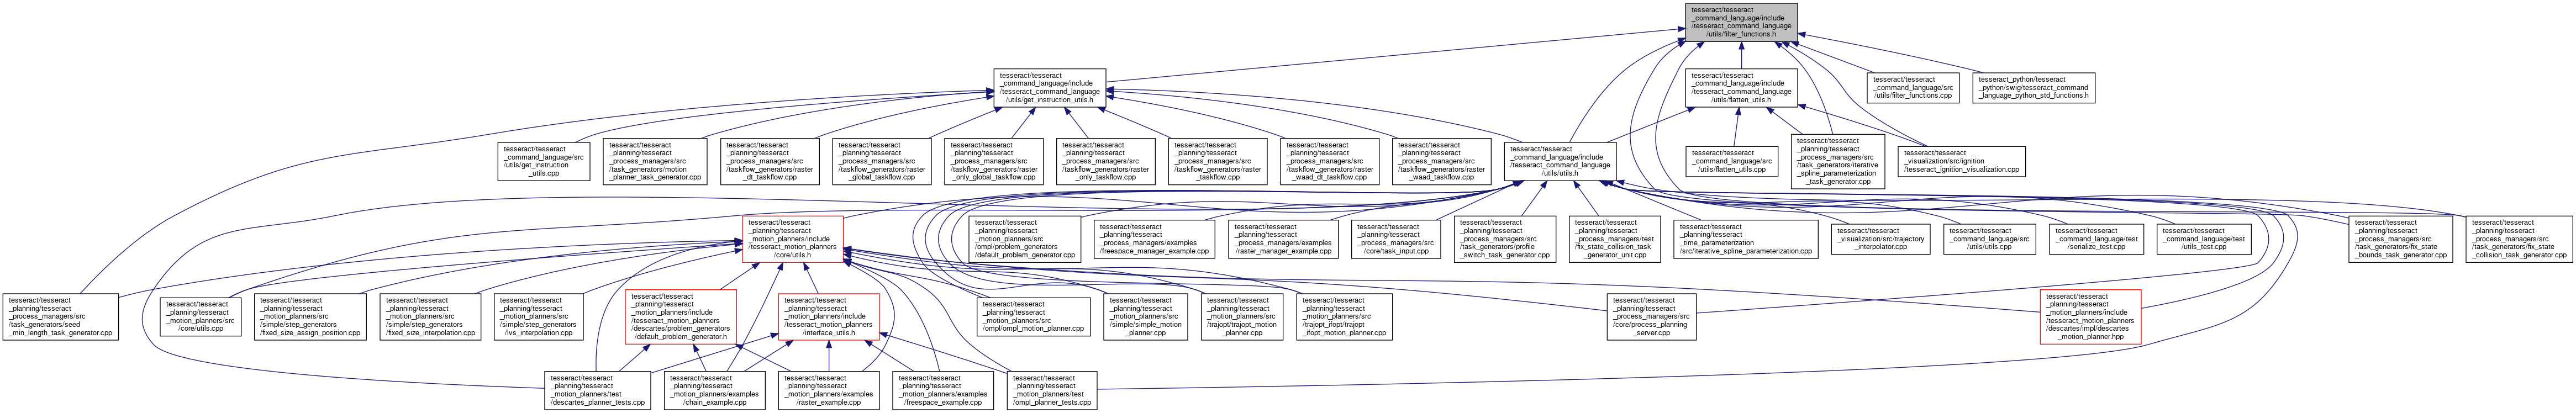 tesseract/tesseract
_command_language/include
/tesseract_command_language
/utils/filter_functions.h
tesseract/tesseract
_command_language/include
/tesseract_command_language
/utils/get_instruction_utils.h
tesseract/tesseract
_command_language/include
/tesseract_command_language
/utils/flatten_utils.h
tesseract/tesseract
_command_language/src
/utils/filter_functions.cpp
tesseract_python/tesseract
_python/swig/tesseract_command
_language_python_std_functions.h
tesseract/tesseract
_command_language/src
/utils/get_instruction
_utils.cpp
tesseract/tesseract
_planning/tesseract
_process_managers/src
/task_generators/motion
_planner_task_generator.cpp
tesseract/tesseract
_planning/tesseract
_process_managers/src
/taskflow_generators/raster
_dt_taskflow.cpp
tesseract/tesseract
_planning/tesseract
_process_managers/src
/taskflow_generators/raster
_global_taskflow.cpp
tesseract/tesseract
_planning/tesseract
_process_managers/src
/taskflow_generators/raster
_only_global_taskflow.cpp
tesseract/tesseract
_planning/tesseract
_process_managers/src
/taskflow_generators/raster
_only_taskflow.cpp
tesseract/tesseract
_planning/tesseract
_process_managers/src
/taskflow_generators/raster
_taskflow.cpp
tesseract/tesseract
_planning/tesseract
_process_managers/src
/taskflow_generators/raster
_waad_dt_taskflow.cpp
tesseract/tesseract
_planning/tesseract
_process_managers/src
/taskflow_generators/raster
_waad_taskflow.cpp
tesseract/tesseract
_command_language/include
/tesseract_command_language
/utils/utils.h
tesseract/tesseract
_command_language/src
/utils/flatten_utils.cpp
tesseract/tesseract
_planning/tesseract
_process_managers/src
/task_generators/iterative
_spline_parameterization
_task_generator.cpp
tesseract/tesseract
_visualization/src/ignition
/tesseract_ignition_visualization.cpp
tesseract/tesseract
_planning/tesseract
_motion_planners/include
/tesseract_motion_planners
/core/utils.h
tesseract/tesseract
_planning/tesseract
_motion_planners/src
/ompl/problem_generators
/default_problem_generator.cpp
tesseract/tesseract
_planning/tesseract
_process_managers/examples
/freespace_manager_example.cpp
tesseract/tesseract
_planning/tesseract
_process_managers/examples
/raster_manager_example.cpp
tesseract/tesseract
_planning/tesseract
_process_managers/src
/core/task_input.cpp
tesseract/tesseract
_planning/tesseract
_process_managers/src
/task_generators/profile
_switch_task_generator.cpp
tesseract/tesseract
_planning/tesseract
_process_managers/test
/fix_state_collision_task
_generator_unit.cpp
tesseract/tesseract
_planning/tesseract
_time_parameterization
/src/iterative_spline_parameterization.cpp
tesseract/tesseract
_visualization/src/trajectory
_interpolator.cpp
tesseract/tesseract
_command_language/src
/utils/utils.cpp
tesseract/tesseract
_command_language/test
/serialize_test.cpp
tesseract/tesseract
_command_language/test
/utils_test.cpp
tesseract/tesseract
_planning/tesseract
_process_managers/src
/task_generators/fix_state
_bounds_task_generator.cpp
tesseract/tesseract
_planning/tesseract
_process_managers/src
/task_generators/fix_state
_collision_task_generator.cpp
tesseract/tesseract
_planning/tesseract
_process_managers/src
/task_generators/seed
_min_length_task_generator.cpp
tesseract/tesseract
_planning/tesseract
_motion_planners/src
/core/utils.cpp
tesseract/tesseract
_planning/tesseract
_motion_planners/src
/simple/step_generators
/fixed_size_assign_position.cpp
tesseract/tesseract
_planning/tesseract
_motion_planners/src
/simple/step_generators
/fixed_size_interpolation.cpp
tesseract/tesseract
_planning/tesseract
_motion_planners/src
/simple/step_generators
/lvs_interpolation.cpp
tesseract/tesseract
_planning/tesseract
_motion_planners/include
/tesseract_motion_planners
/descartes/problem_generators
/default_problem_generator.h
tesseract/tesseract
_planning/tesseract
_motion_planners/include
/tesseract_motion_planners
/interface_utils.h
tesseract/tesseract
_planning/tesseract
_motion_planners/src
/ompl/ompl_motion_planner.cpp
tesseract/tesseract
_planning/tesseract
_motion_planners/src
/simple/simple_motion
_planner.cpp
tesseract/tesseract
_planning/tesseract
_motion_planners/src
/trajopt/trajopt_motion
_planner.cpp
tesseract/tesseract
_planning/tesseract
_motion_planners/src
/trajopt_ifopt/trajopt
_ifopt_motion_planner.cpp
tesseract/tesseract
_planning/tesseract
_process_managers/src
/core/process_planning
_server.cpp
tesseract/tesseract
_planning/tesseract
_motion_planners/include
/tesseract_motion_planners
/descartes/impl/descartes
_motion_planner.hpp
tesseract/tesseract
_planning/tesseract
_motion_planners/test
/descartes_planner_tests.cpp
tesseract/tesseract
_planning/tesseract
_motion_planners/examples
/chain_example.cpp
tesseract/tesseract
_planning/tesseract
_motion_planners/examples
/raster_example.cpp
tesseract/tesseract
_planning/tesseract
_motion_planners/examples
/freespace_example.cpp
tesseract/tesseract
_planning/tesseract
_motion_planners/test
/ompl_planner_tests.cpp